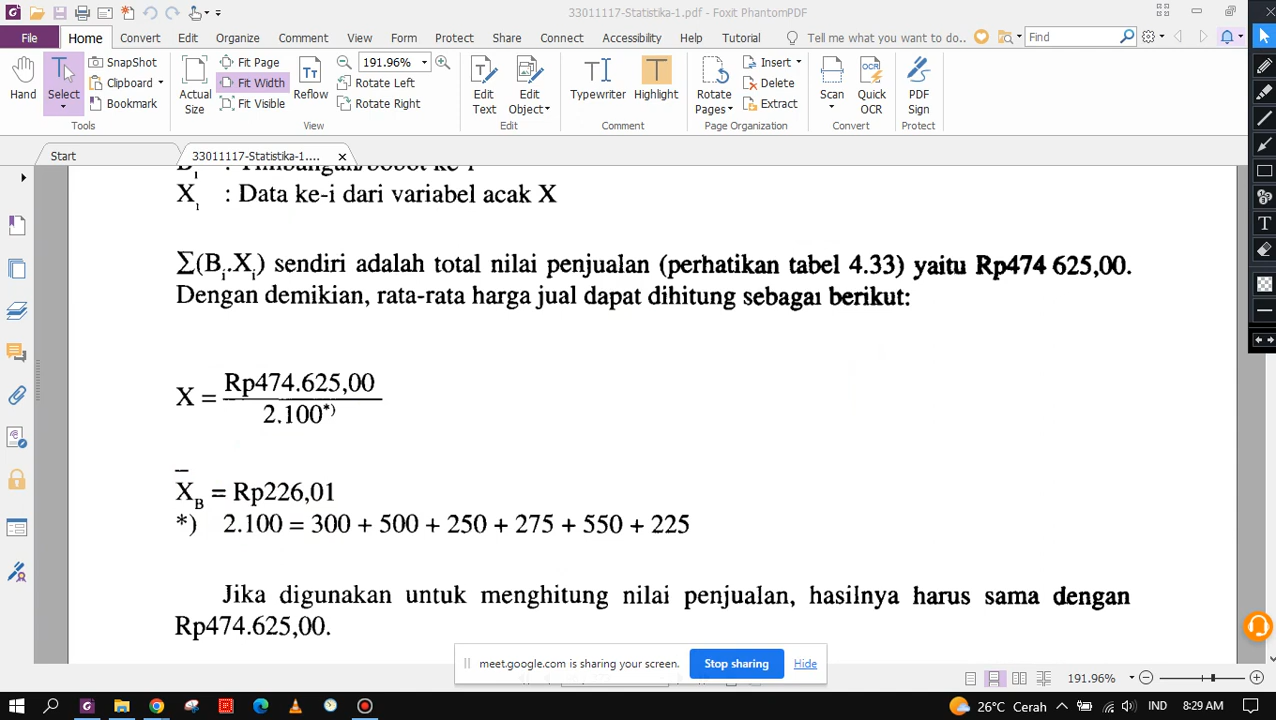 33011117-Statistika-1.pdf - Foxit PhantomPDF
File Home Convert Edit Organize Comment View Form Protect Share Connect Accessibility Help Tutorial Tell me what you want to do.. Find
Hand
Select
SnapShot
Clipboard
Bookmark
Tools
Actual Size
Fit Page
Fit Width
Fit Visible
Reflow
191.96%
Rotate Left
Rotate Right
View
Edit Text
Edit Object
Edit
Typewriter
Highlight
Comment
Rotate Pages
Insert
Delete
Extract
Page Organization
Scan
Quick OCR
Convert
PDF Sign
Protect
Start
33011117-Statistika-1....
Bi : Timbangan/bobot ke-i
Xi : Data ke-i dari variabel acak X
∑(Bi.Xi) sendiri adalah total nilai penjualan (perhatikan tabel 4.33) yaitu Rp474 625,00.
Dengan demikian, rata-rata harga jual dapat dihitung sebagai berikut:
X = Rp474.625,00
2.100*)
X̄B = Rp226,01
*) 2.100 = 300 + 500 + 250 + 275 + 550 + 225
Jika digunakan untuk menghitung nilai penjualan, hasilnya harus sama dengan
Rp474.625,00.
meet.google.com is sharing your screen. Stop sharing Hide
191.96%
26°C Cerah IND 8:29 AM